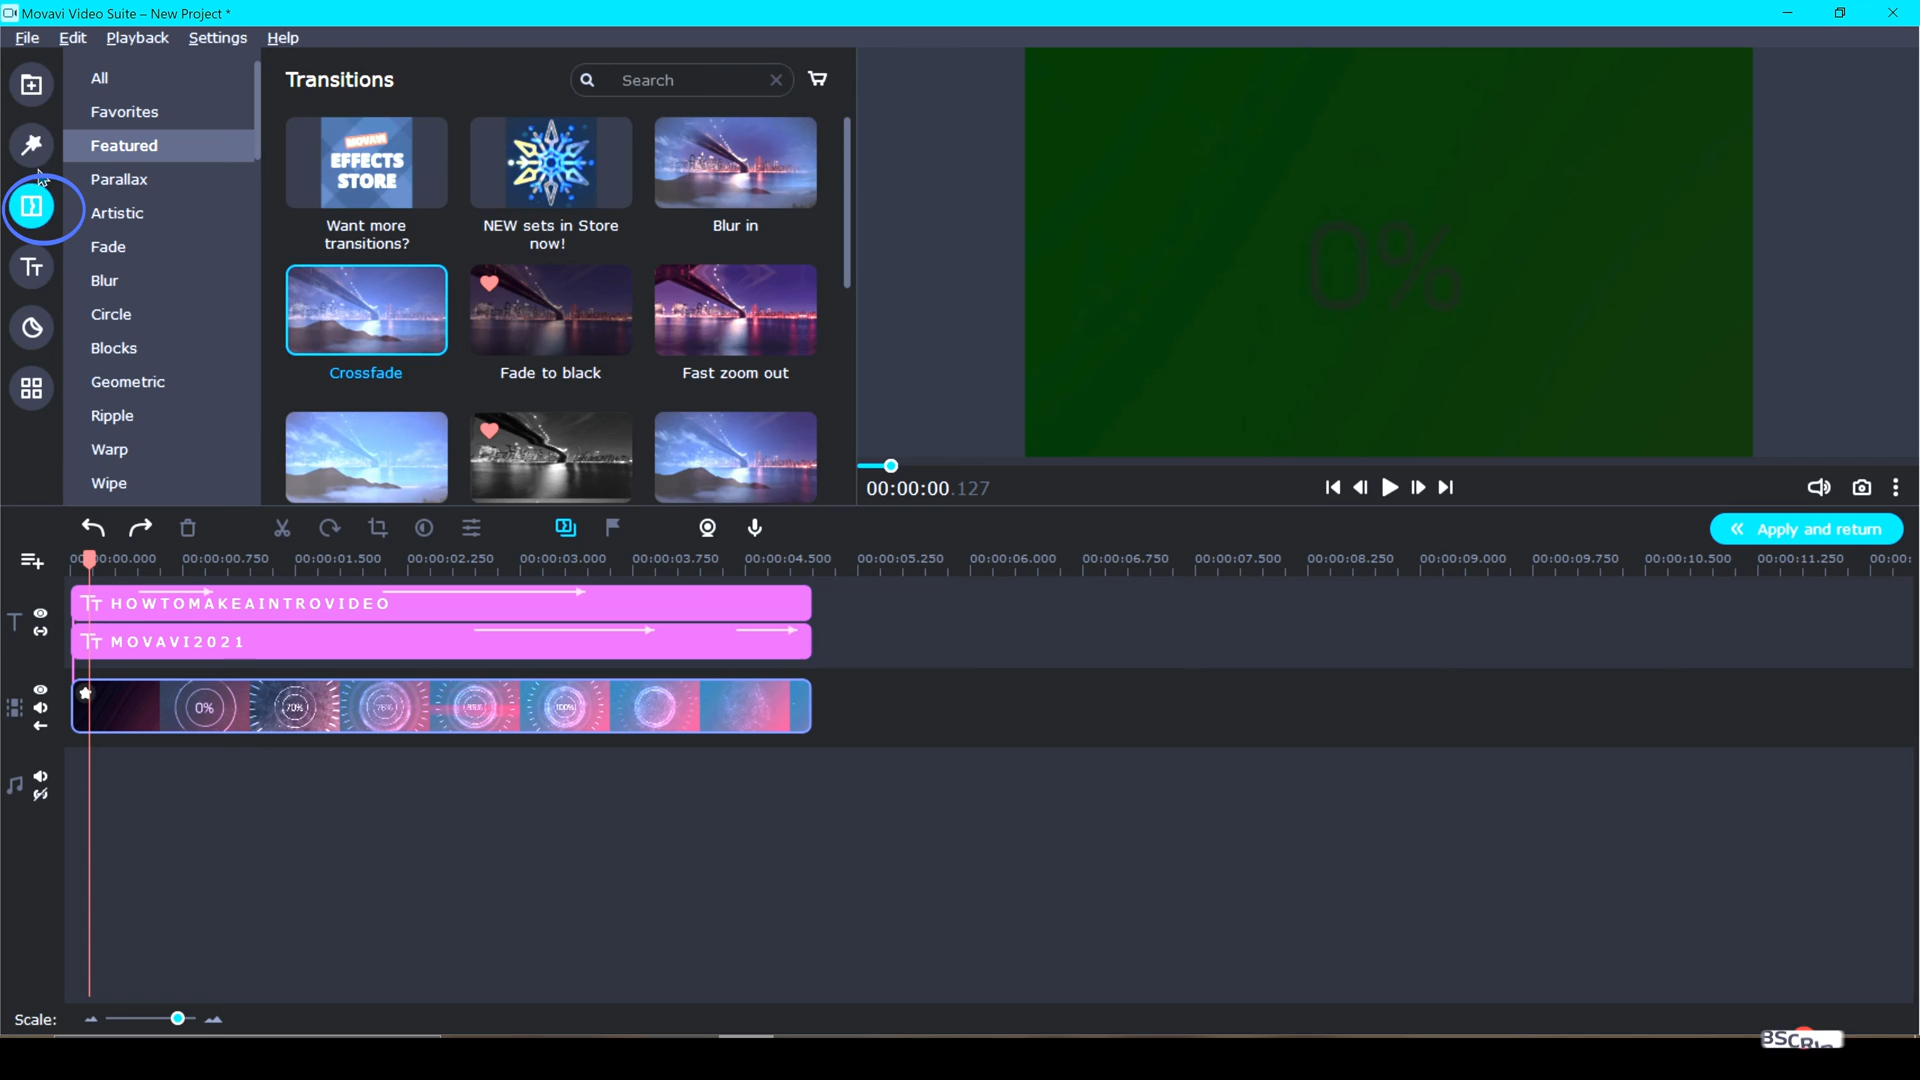 Movavi Video Suite – New Project *
File Edit Playback Settings Help
All
Favorites
Featured
Parallax
Artistic
Fade
Blur
Circle
Blocks
Geometric
Ripple
Warp
Wipe
Transitions
Search
MOVAVI
EFFECTS
STORE
Want more
transitions?
NEW sets in Store
now!
Blur in
Crossfade
Fade to black
Fast zoom out
0%
00:00:00.127
Apply and return
00:00:00.750 00:00:01.500 00:00:02.250 00:00:03.000 00:00:03.750 00:00:04.500 00:00:05.250 00:00:06.000 00:00:06.750 00:00:07.500 00:00:08.250 00:00:09.000 00:00:09.750 00:00:10.500 00:00:11.250
Tт HOWTOMAKEAINTROVIDEO
Tт MOVAVI2021
0% 70% 100%
Scale: